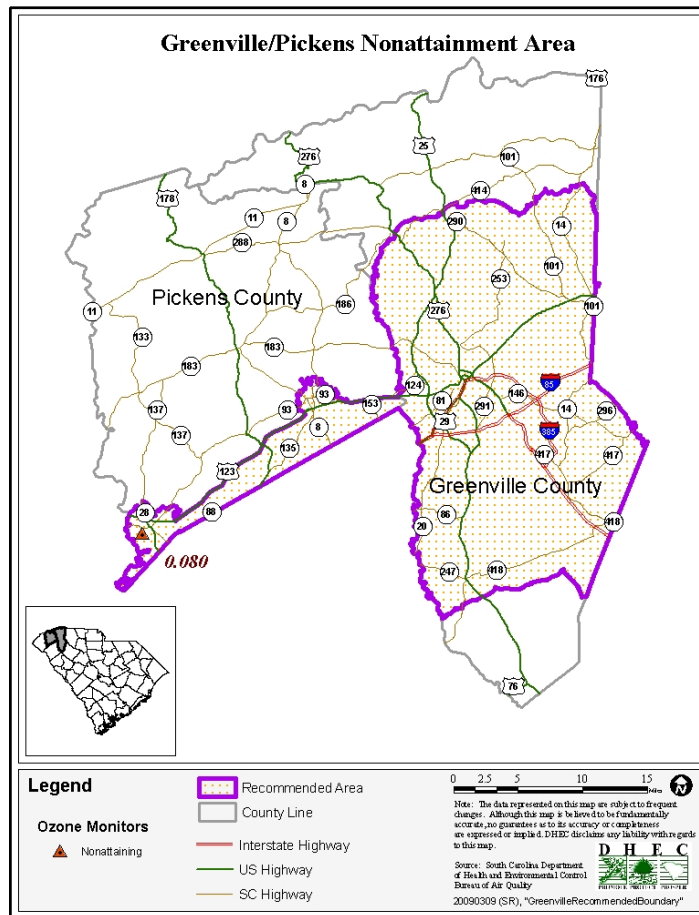 Greenville/Pickens Nonattainment Area
176
25
276
101
8
178
414
11
8
290
14
288
253
101
Pickens County
186
11
276
101
133
183
183
124
85
93
146
93
153
81
137
291
14
296
29
8
385
137
135
417
417
123
Greenville County
28
88
86
20
418
0.080
247
418
76
Legend
Ozone Monitors
Nonattaining
Recommended Area
County Line
Interstate Highway
US Highway
SC Highway
0 2.5 5 10 15
Miles
N
Note: The data represented on this map are subject to frequent
changes. Although this map is believed to be fundamentally
accurate, no guarantees as to its accuracy or completeness
are expressed or implied. DHEC disclaims any liability with regards
to this map.
D H E C
Source: South Carolina Department
of Health and Environmental Control
Bureau of Air Quality
PROMOTE PROTECT PROSPER
20090309 (SR), "GreenvilleRecommendedBoundary"